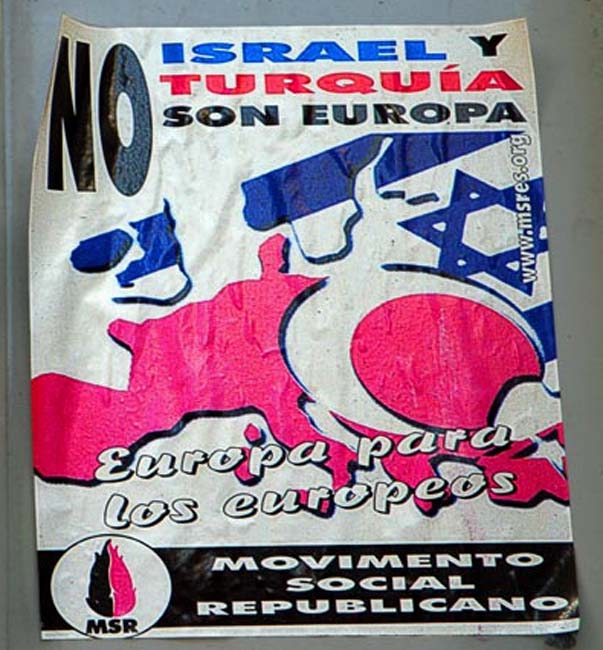 NO
ISRAEL Y
TURQUÍA
SON EUROPA
www.msres.org
Europa para
los europeos
MOVIMENTO
SOCIAL
REPUBLICANO
MSR